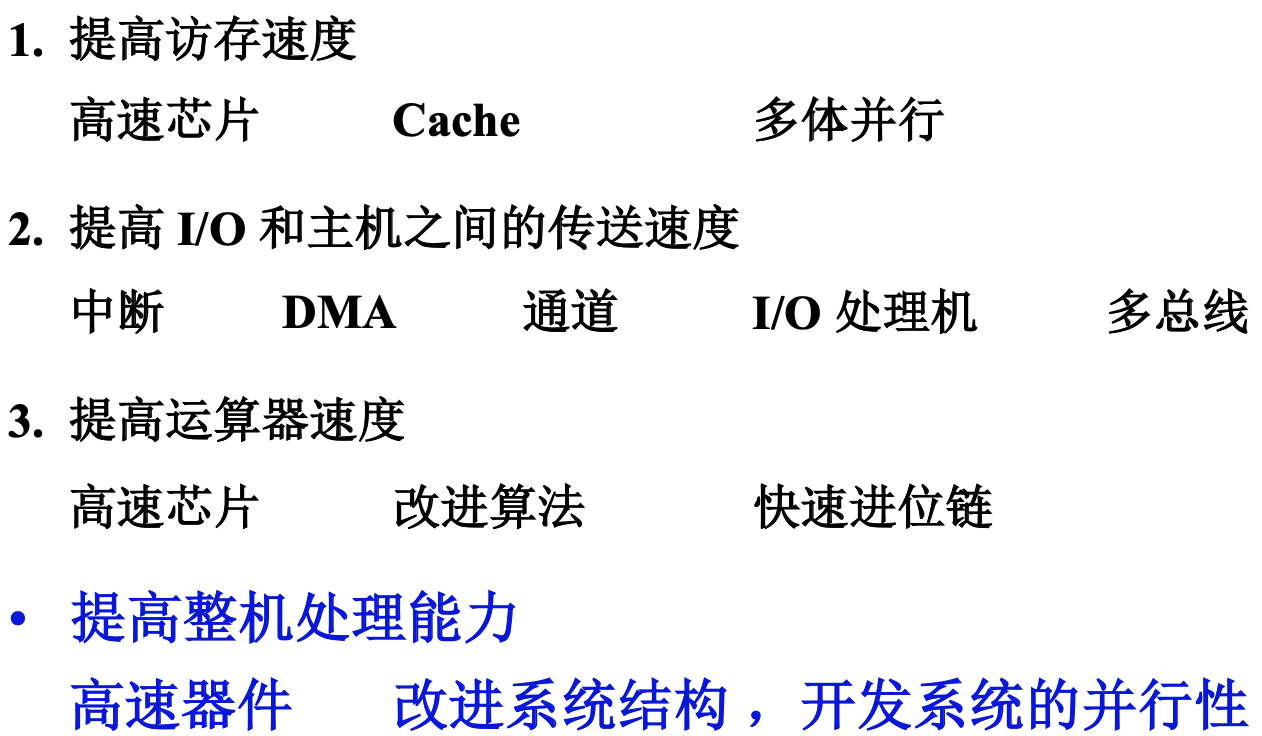 1. 提高访存速度
高速芯片 Cache 多体并行
2. 提高 I/O 和主机之间的传送速度
中断 DMA 通道 I/O 处理机 多总线
3. 提高运算器速度
高速芯片 改进算法 快速进位链
• 提高整机处理能力
高速器件 改进系统结构 ，开发系统的并行性